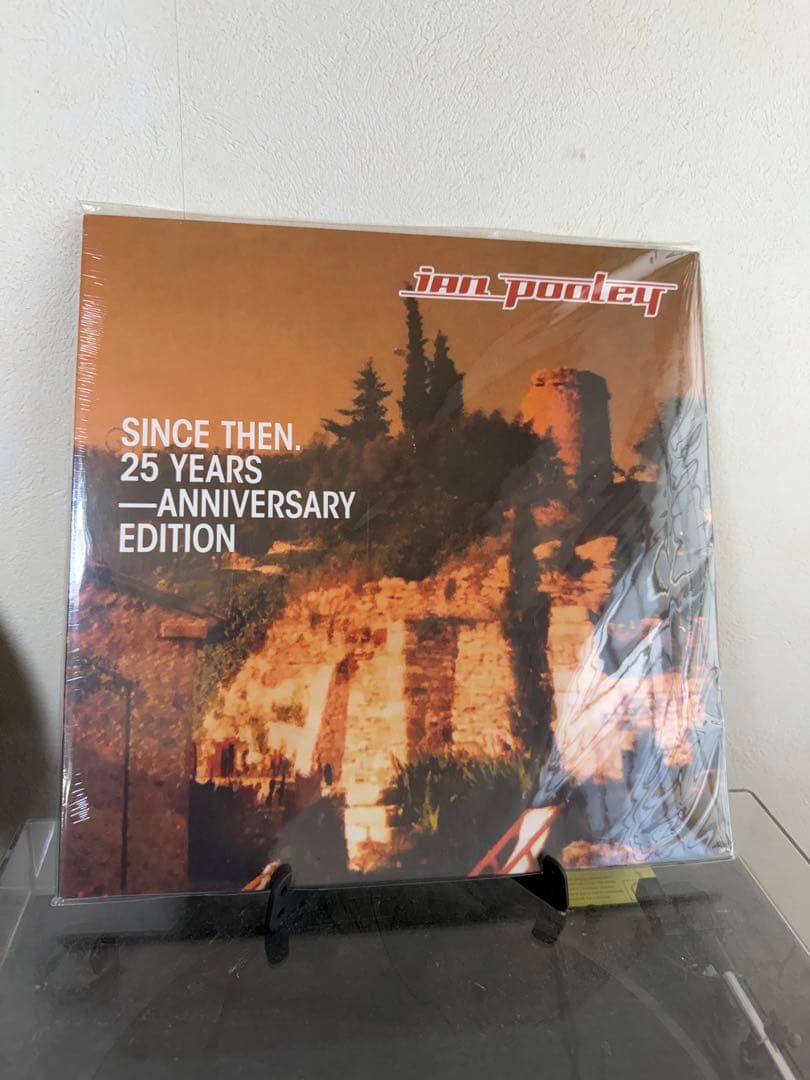 ian pooley
SINCE THEN.
25 YEARS
—ANNIVERSARY
EDITION